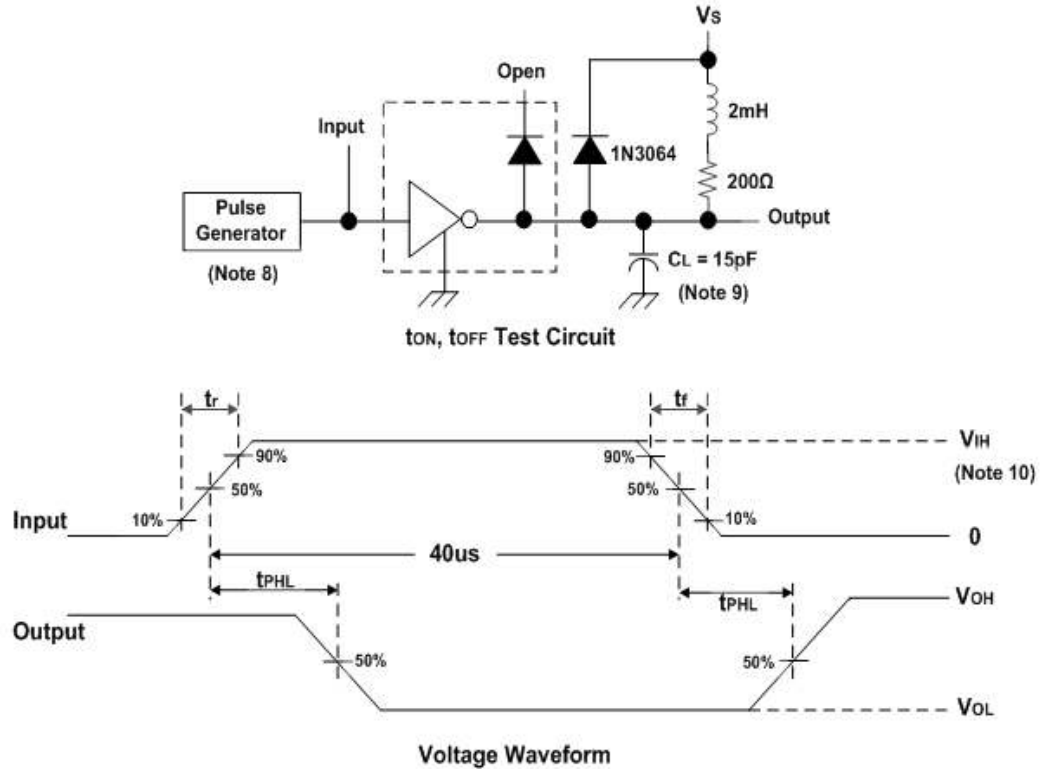 Vs
Open
2mH
Input
1N3064
200Ω
Pulse
Generator
Output
(Note 8)
CL = 15pF
(Note 9)
tON, tOFF Test Circuit
tr
tf
90%
90%
VIH
(Note 10)
50%
50%
Input
10%
10%
0
40us
tPHL
tPHL
VOH
Output
50%
50%
VOL
Voltage Waveform